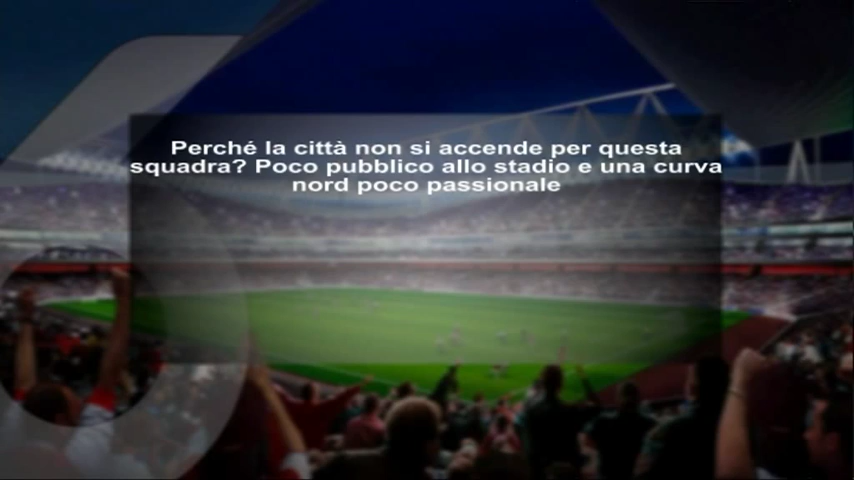 Perché la città non si accende per questa
squadra? Poco pubblico allo stadio e una curva
nord poco passionale